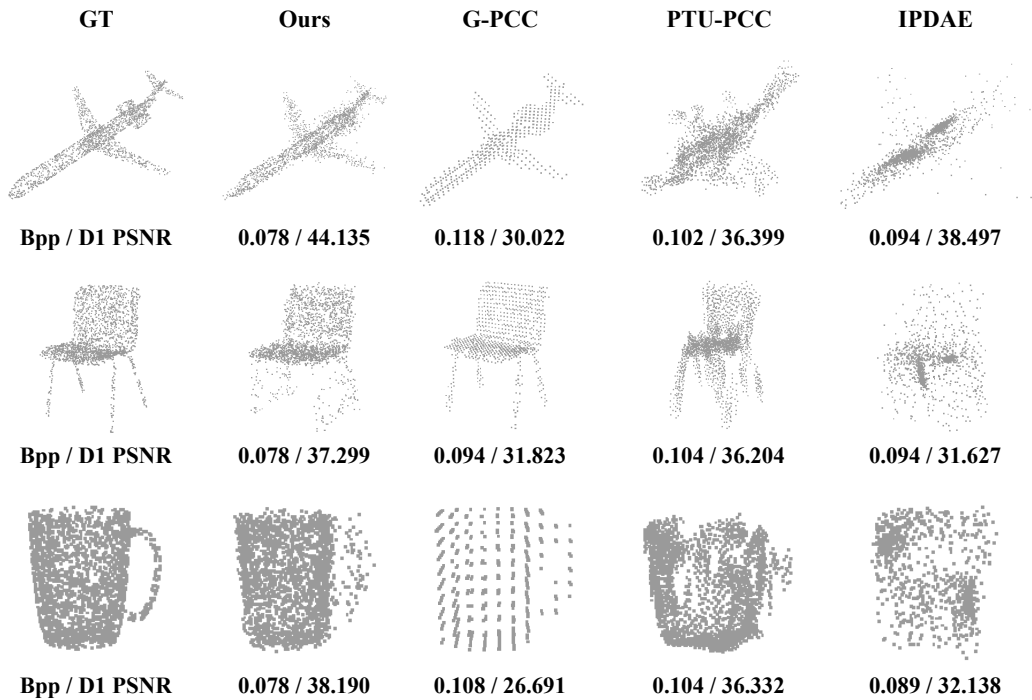 GT Ours G-PCC PTU-PCC IPDAE
Bpp / D1 PSNR 0.078 / 44.135 0.118 / 30.022 0.102 / 36.399 0.094 / 38.497
Bpp / D1 PSNR 0.078 / 37.299 0.094 / 31.823 0.104 / 36.204 0.094 / 31.627
Bpp / D1 PSNR 0.078 / 38.190 0.108 / 26.691 0.104 / 36.332 0.089 / 32.138